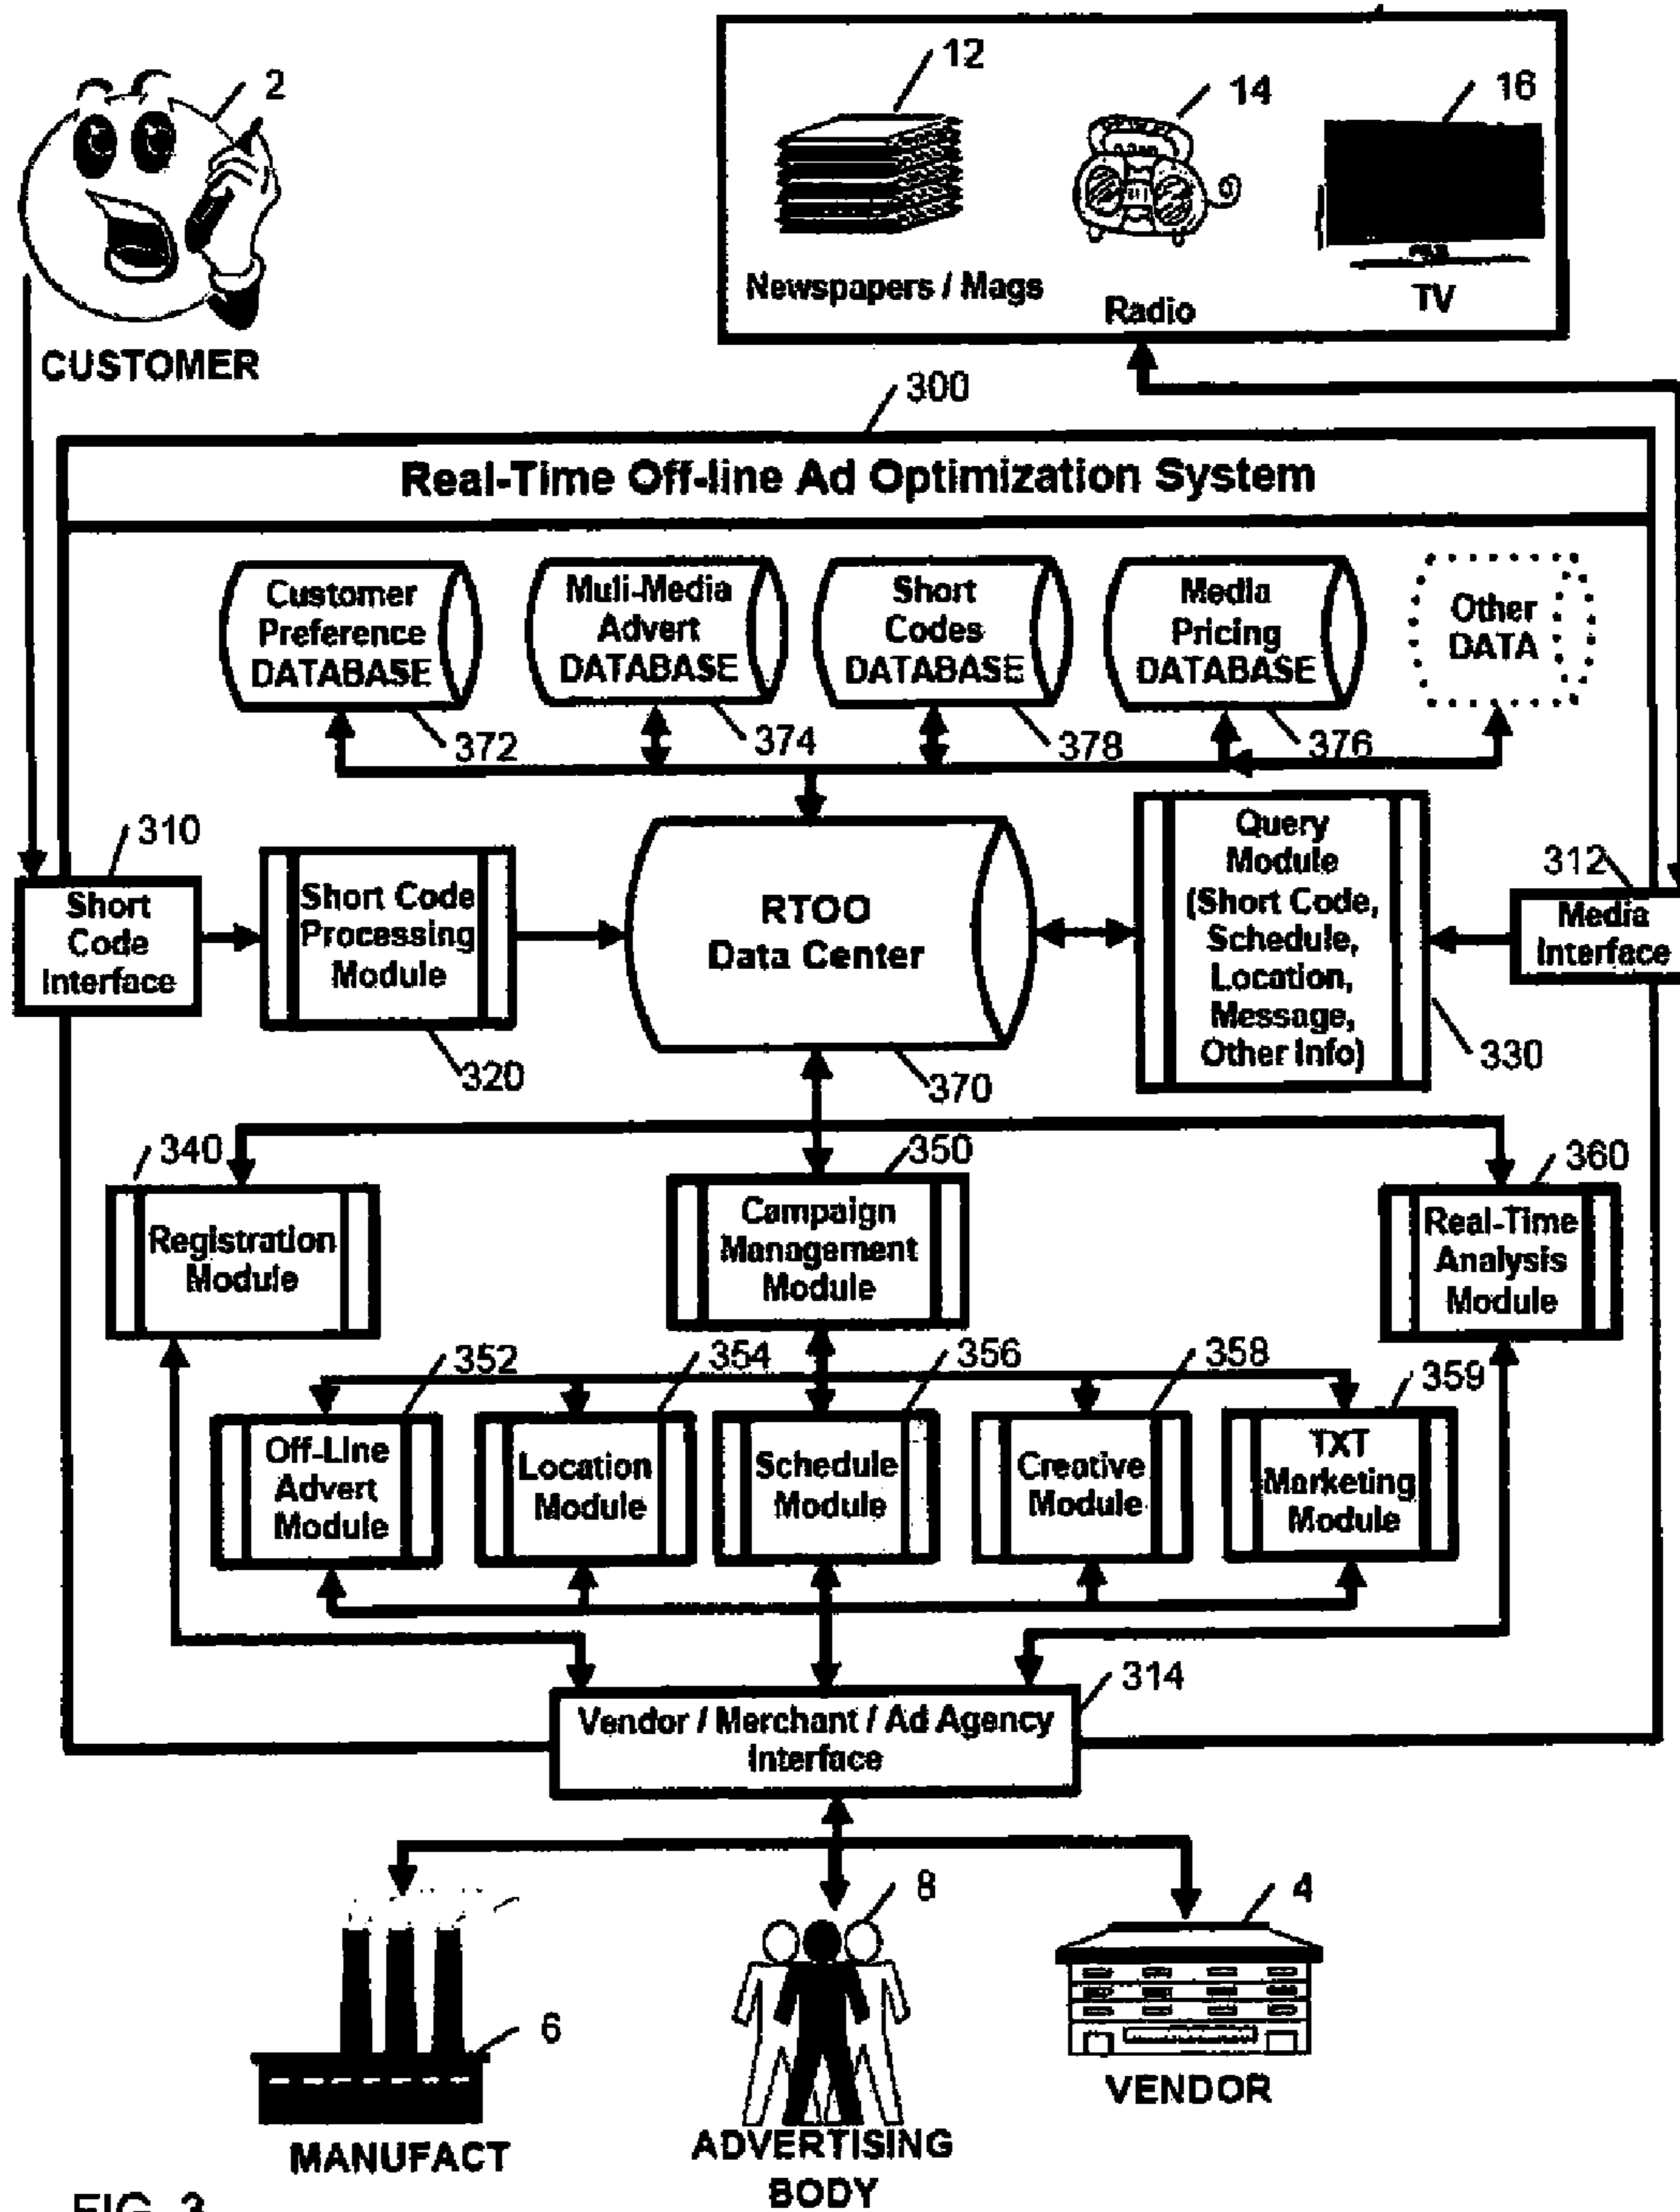 2
CUSTOMER
12
14
16
Newspapers / Mags
Radio
TV
300
Real-Time Off-line Ad Optimization System
Customer
Preference
DATABASE
372
Muli-Media
Advert
DATABASE
374
Short
Codes
DATABASE
378
Media
Pricing
DATABASE
376
Other
DATA
310
Short
Code
Interface
Short Code
Processing
Module
320
RTOO
Data Center
370
Query
Module
(Short Code,
Schedule,
Location,
Message,
Other Info)
330
312
Media
Interface
340
Registration
Module
350
Campaign
Management
Module
360
Real-Time
Analysis
Module
352
Off-Line
Advert
Module
354
Location
Module
356
Schedule
Module
358
Creative
Module
359
TXT
Marketing
Module
314
Vendor / Merchant / Ad Agency
Interface
6
MANUFACT
8
ADVERTISING
BODY
4
VENDOR
FIG. 3